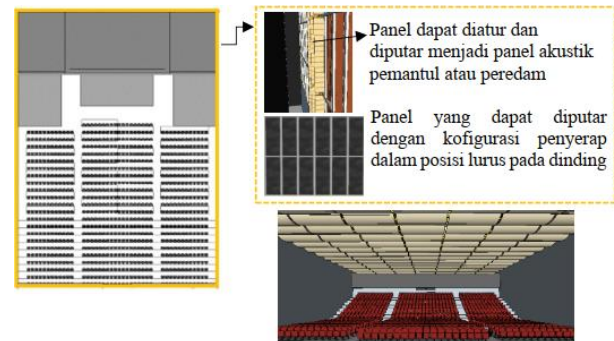 Panel dapat diatur dan
diputar menjadi panel akustik
pemantul atau peredam
Panel yang dapat diputar
dengan kofigurasi penyerap
dalam posisi lurus pada dinding